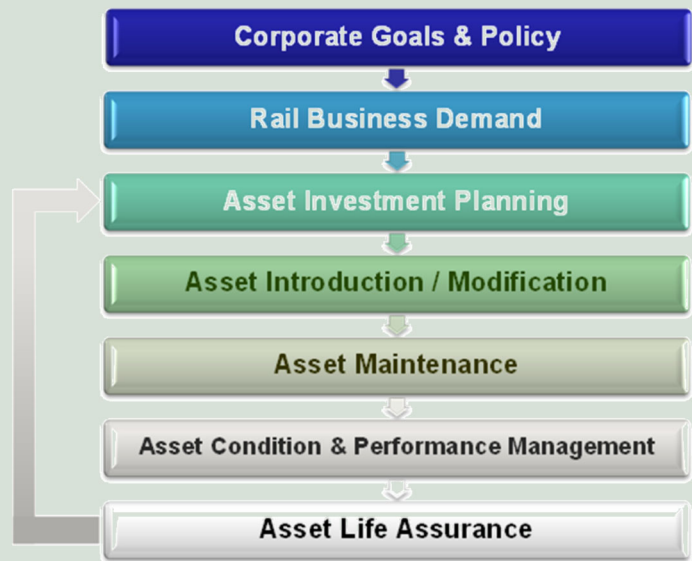 Corporate Goals & Policy
Rail Business Demand
Asset Investment Planning
Asset Introduction / Modification
Asset Maintenance
Asset Condition & Performance Management
Asset Life Assurance